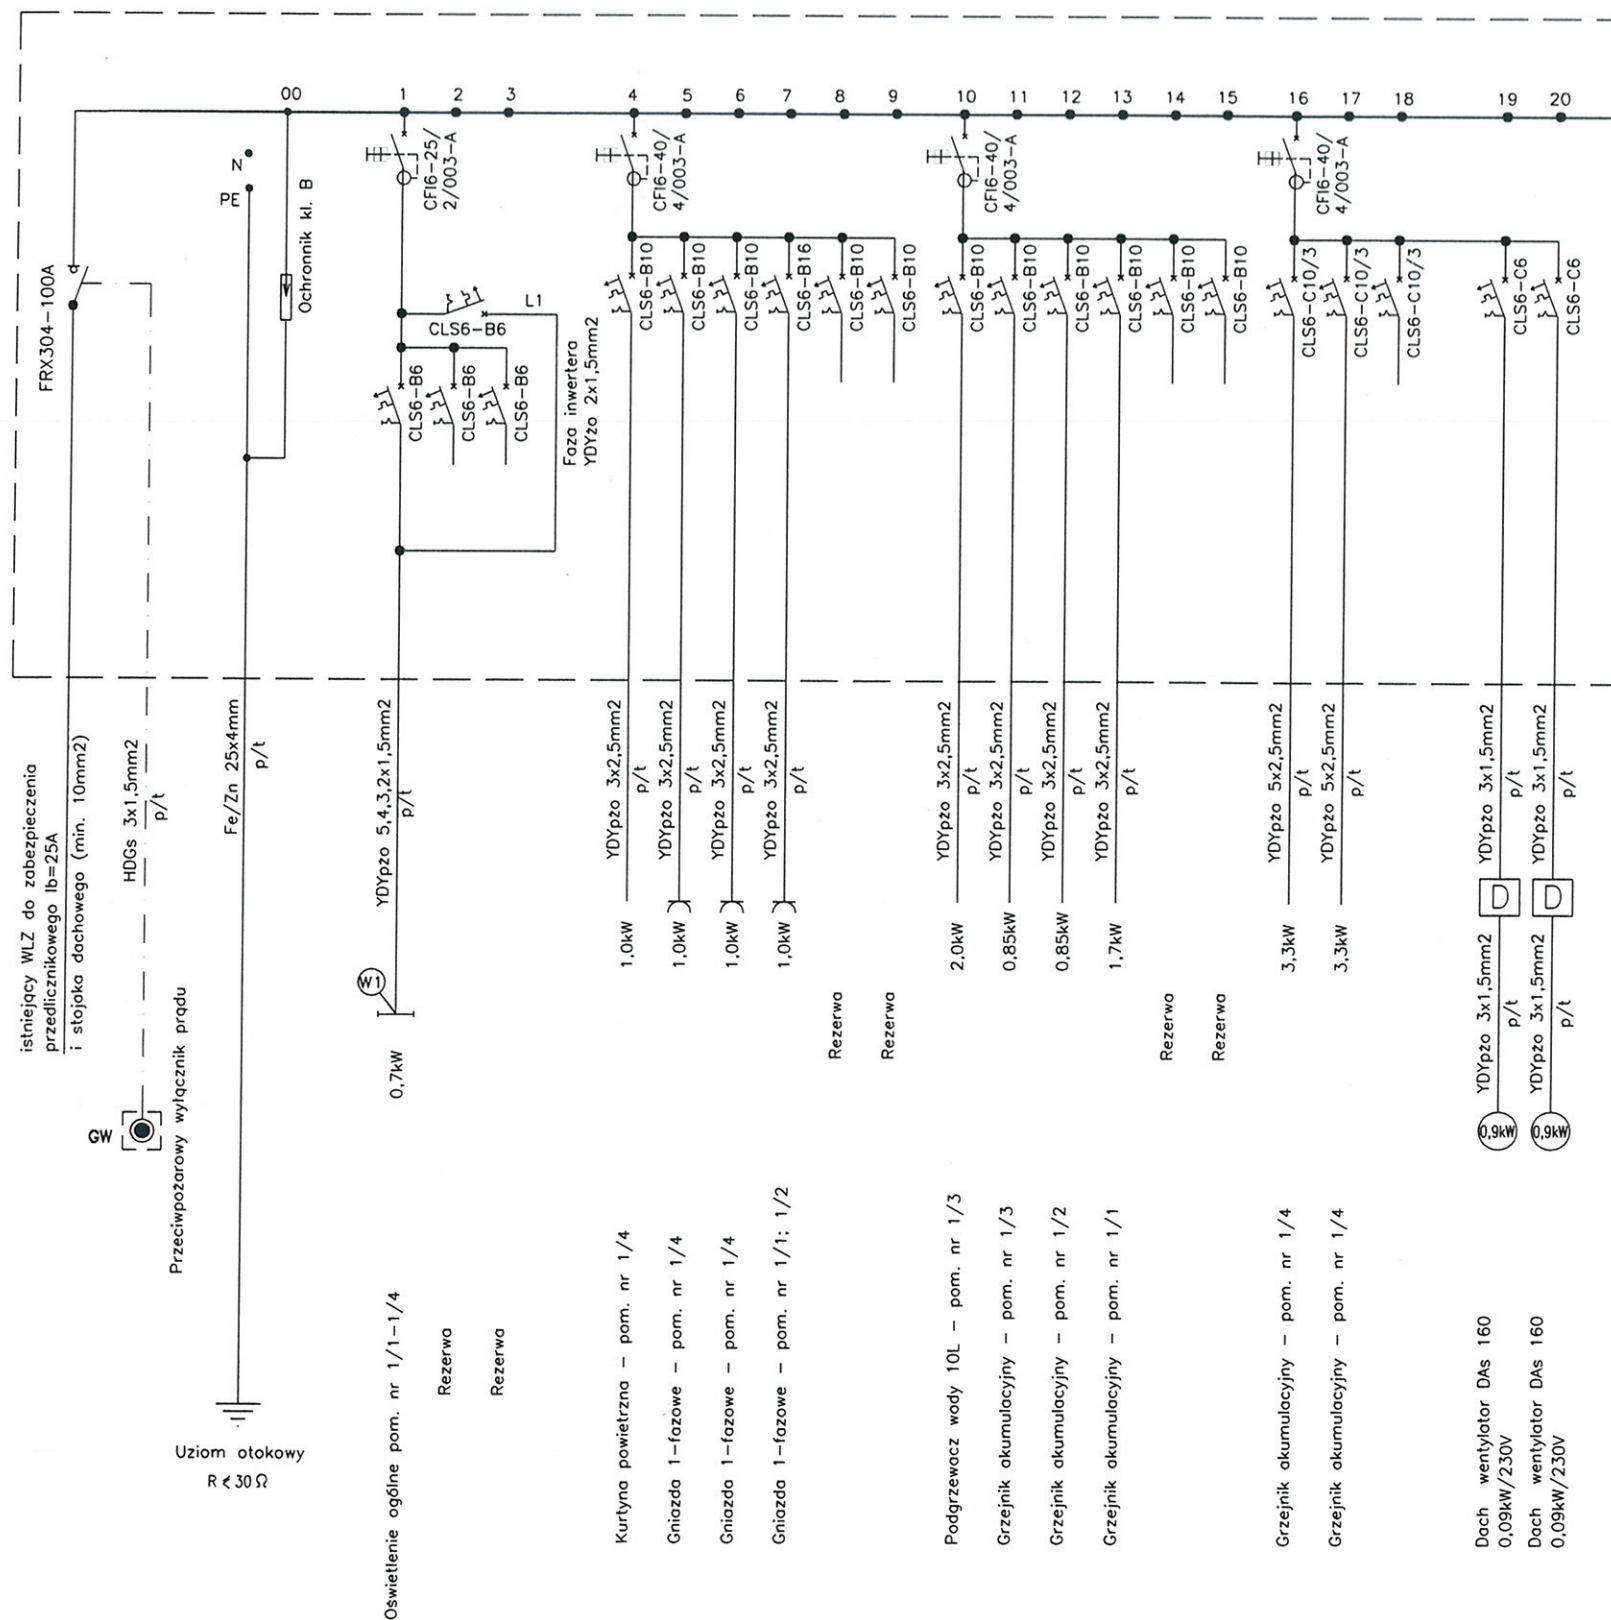 00
1
2
3
4
5
6
7
8
9
10
11
12
13
14
15
16
17
18
19
20
N
PE
FRX304-100A
Ochronnik kl. B
CFI6-25/
2/003-A
CLS6-B6
L1
CLS6-B6
CLS6-B6
CLS6-B6
Faza inwertera
YDYżo 2x1,5mm2
CFI6-40/
4/003-A
CLS6-B10
CLS6-B10
CLS6-B10
CLS6-B16
CLS6-B10
CLS6-B10
CFI6-40/
4/003-A
CLS6-B10
CLS6-B10
CLS6-B10
CLS6-B10
CLS6-B10
CLS6-B10
CFI6-40/
4/003-A
CLS6-C10/3
CLS6-C10/3
CLS6-C10/3
CLS6-C6
CLS6-C6
istniejący WLZ do zabezpieczenia
przedlicznikowego Ib=25A
i stojaka dachowego (min. 10mm2)
HDGs 3x1,5mm2
p/t
Fe/Zn 25x4mm
p/t
YDYpżo 5,4,3,2x1,5mm2
p/t
YDYpżo 3x2,5mm2
p/t
YDYpżo 3x2,5mm2
p/t
YDYpżo 3x2,5mm2
p/t
YDYpżo 3x2,5mm2
p/t
YDYpżo 3x2,5mm2
p/t
YDYpżo 3x2,5mm2
p/t
YDYpżo 3x2,5mm2
p/t
YDYpżo 3x2,5mm2
p/t
YDYpżo 5x2,5mm2
p/t
YDYpżo 5x2,5mm2
p/t
YDYpżo 3x1,5mm2
p/t
YDYpżo 3x1,5mm2
p/t
D
D
YDYpżo 3x1,5mm2
p/t
YDYpżo 3x1,5mm2
p/t
W1
0,7kW
1,0kW
1,0kW
1,0kW
1,0kW
Rezerwa
Rezerwa
2,0kW
0,85kW
0,85kW
1,7kW
Rezerwa
Rezerwa
3,3kW
3,3kW
0,9kW
0,9kW
GW
Przeciwpożarowy wyłącznik prądu
Uziom otokowy
R ≤ 30 Ω
Oświetlenie ogólne pom. nr 1/1-1/4
Rezerwa
Rezerwa
Kurtyna powietrzna - pom. nr 1/4
Gniazda 1-fazowe - pom. nr 1/4
Gniazda 1-fazowe - pom. nr 1/4
Gniazda 1-fazowe - pom. nr 1/1; 1/2
Podgrzewacz wody 10L - pom. nr 1/3
Grzejnik akumulacyjny - pom. nr 1/3
Grzejnik akumulacyjny - pom. nr 1/2
Grzejnik akumulacyjny - pom. nr 1/1
Grzejnik akumulacyjny - pom. nr 1/4
Grzejnik akumulacyjny - pom. nr 1/4
Dach wentylator DAs 160
0,09kW/230V
Dach wentylator DAs 160
0,09kW/230V